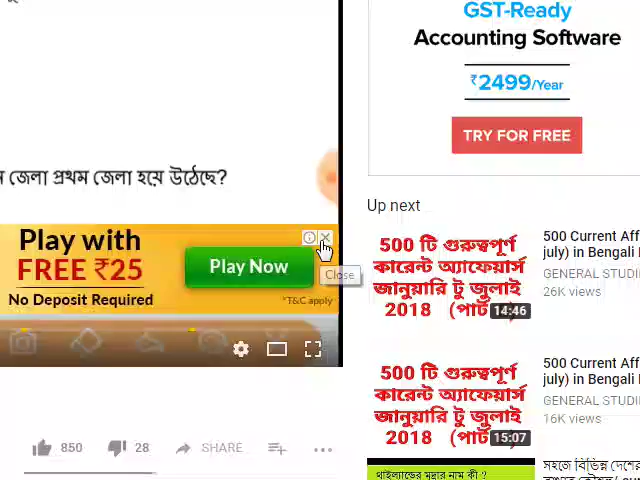 GST-Ready
Accounting Software
₹2499/Year
TRY FOR FREE
জেলা প্রথম জেলা হয়ে উঠেছে?
Play with
FREE ₹25
No Deposit Required
Play Now
Close
*T&C apply
850
28
SHARE
Up next
500 টি গুরুত্বপূর্ণ
কারেন্ট অ্যাফেয়ার্স
জানুয়ারি টু জুলাই
2018 (পার্ট
14:46
500 Current Aff
july) in Bengali
GENERAL STUDI
26K views
500 টি গুরুত্বপূর্ণ
কারেন্ট অ্যাফেয়ার্স
জানুয়ারি টু জুলাই
2018 (পার্ট
15:07
500 Current Aff
july) in Bengali
GENERAL STUDI
16K views
থাইল্যান্ডের মুদ্রার নাম কী ?
সহজে বিভিন্ন দেশের